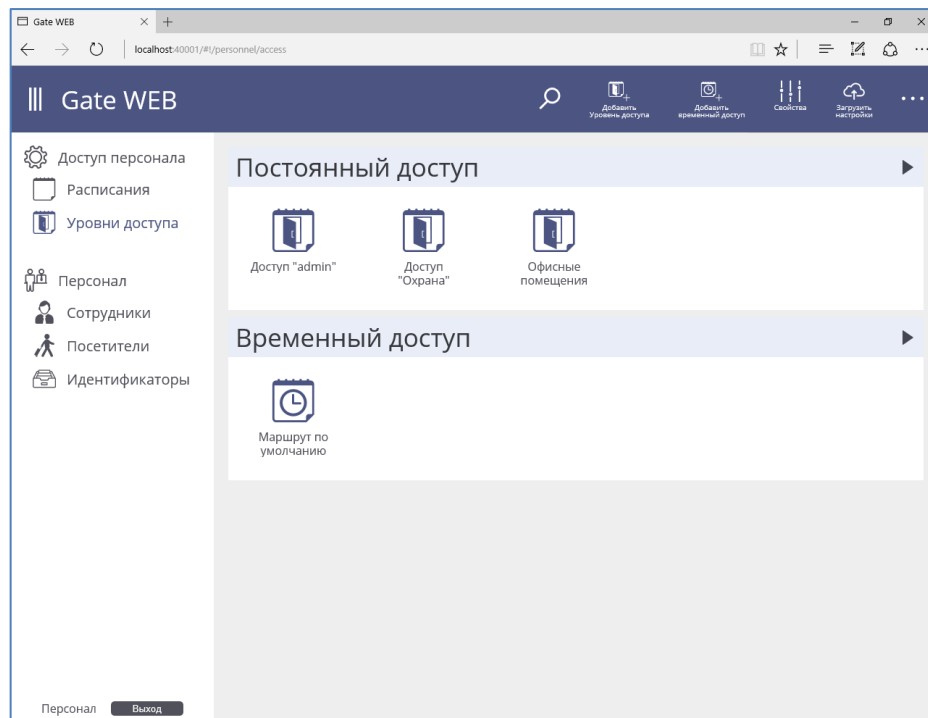 Gate WEB
localhost:40001/#!/personnel/access
Gate WEB
Добавить
Уровень доступа
Добавить
временный доступ
Свойства
Загрузить
настройки
Доступ персонала
Расписания
Уровни доступа
Персонал
Сотрудники
Посетители
Идентификаторы
Постоянный доступ
Доступ "admin"
Доступ
"Охрана"
Офисные
помещения
Временный доступ
Маршрут по
умолчанию
Персонал
Выход